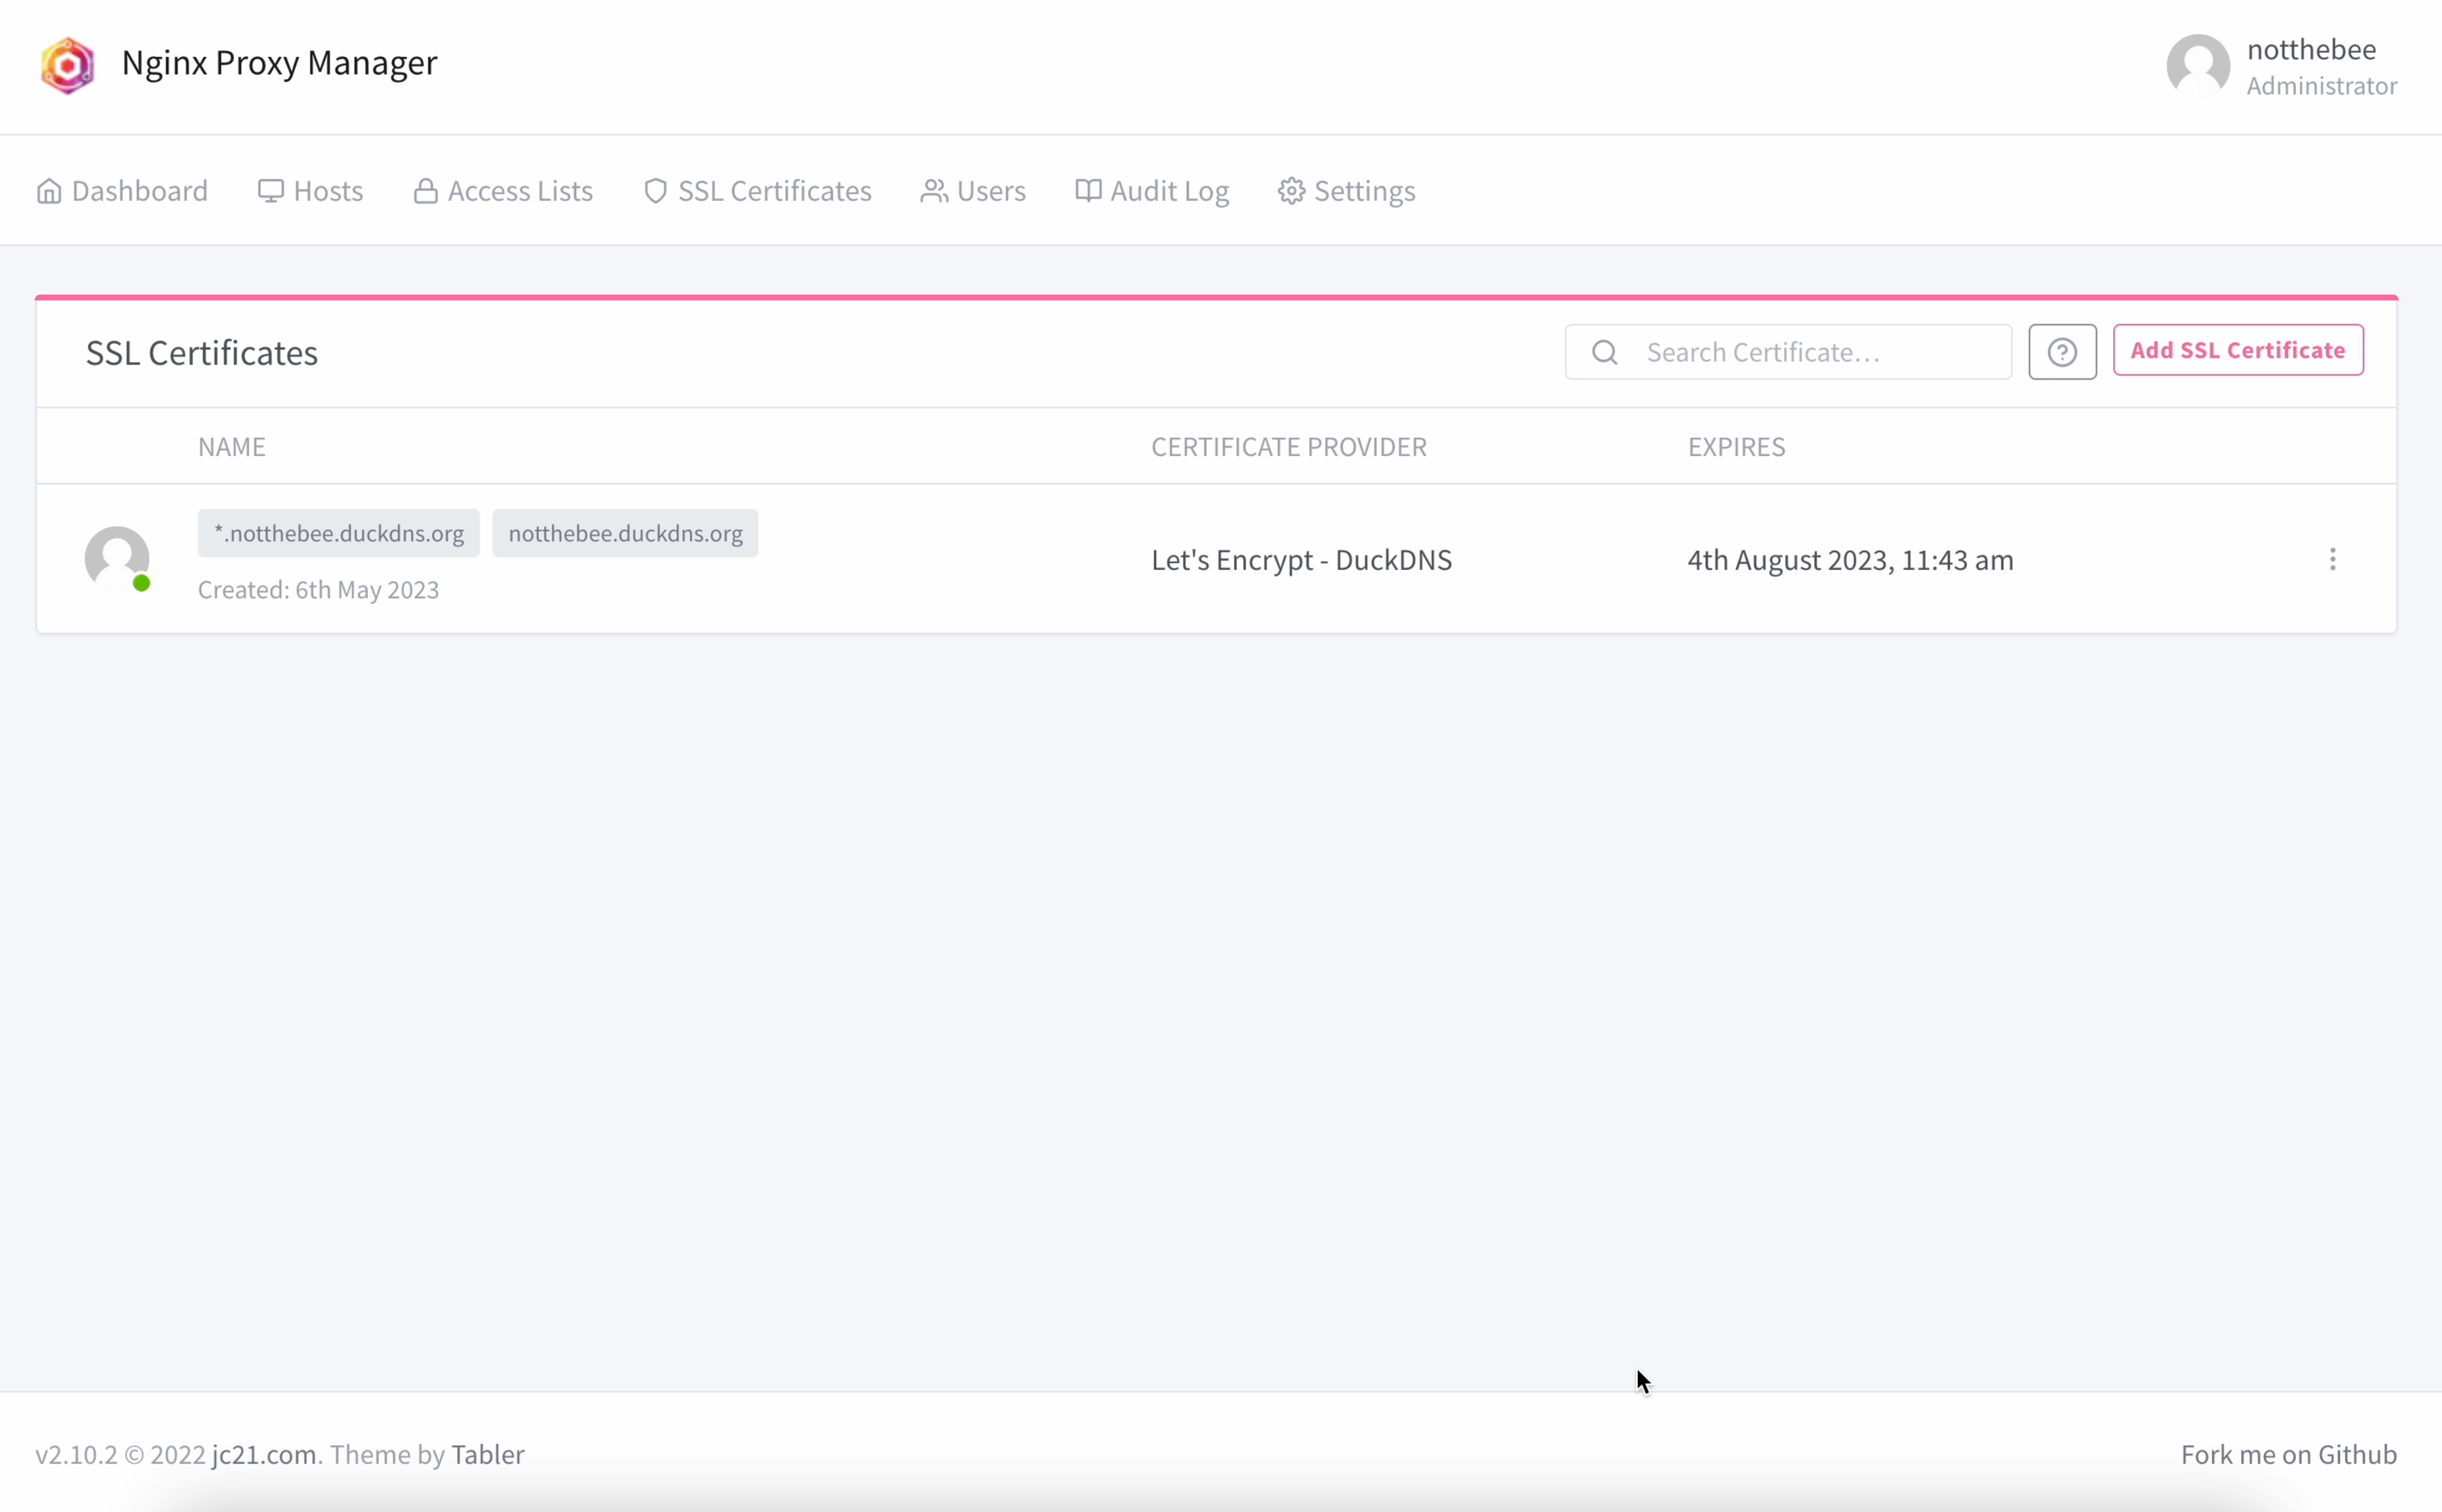 Nginx Proxy Manager
notthebee
Administrator
Dashboard Hosts Access Lists SSL Certificates Users Audit Log Settings
SSL Certificates
Search Certificate…
Add SSL Certificate
NAME CERTIFICATE PROVIDER EXPIRES
*.notthebee.duckdns.org notthebee.duckdns.org
Created: 6th May 2023
Let's Encrypt - DuckDNS
4th August 2023, 11:43 am
v2.10.2 © 2022 jc21.com. Theme by Tabler
Fork me on Github